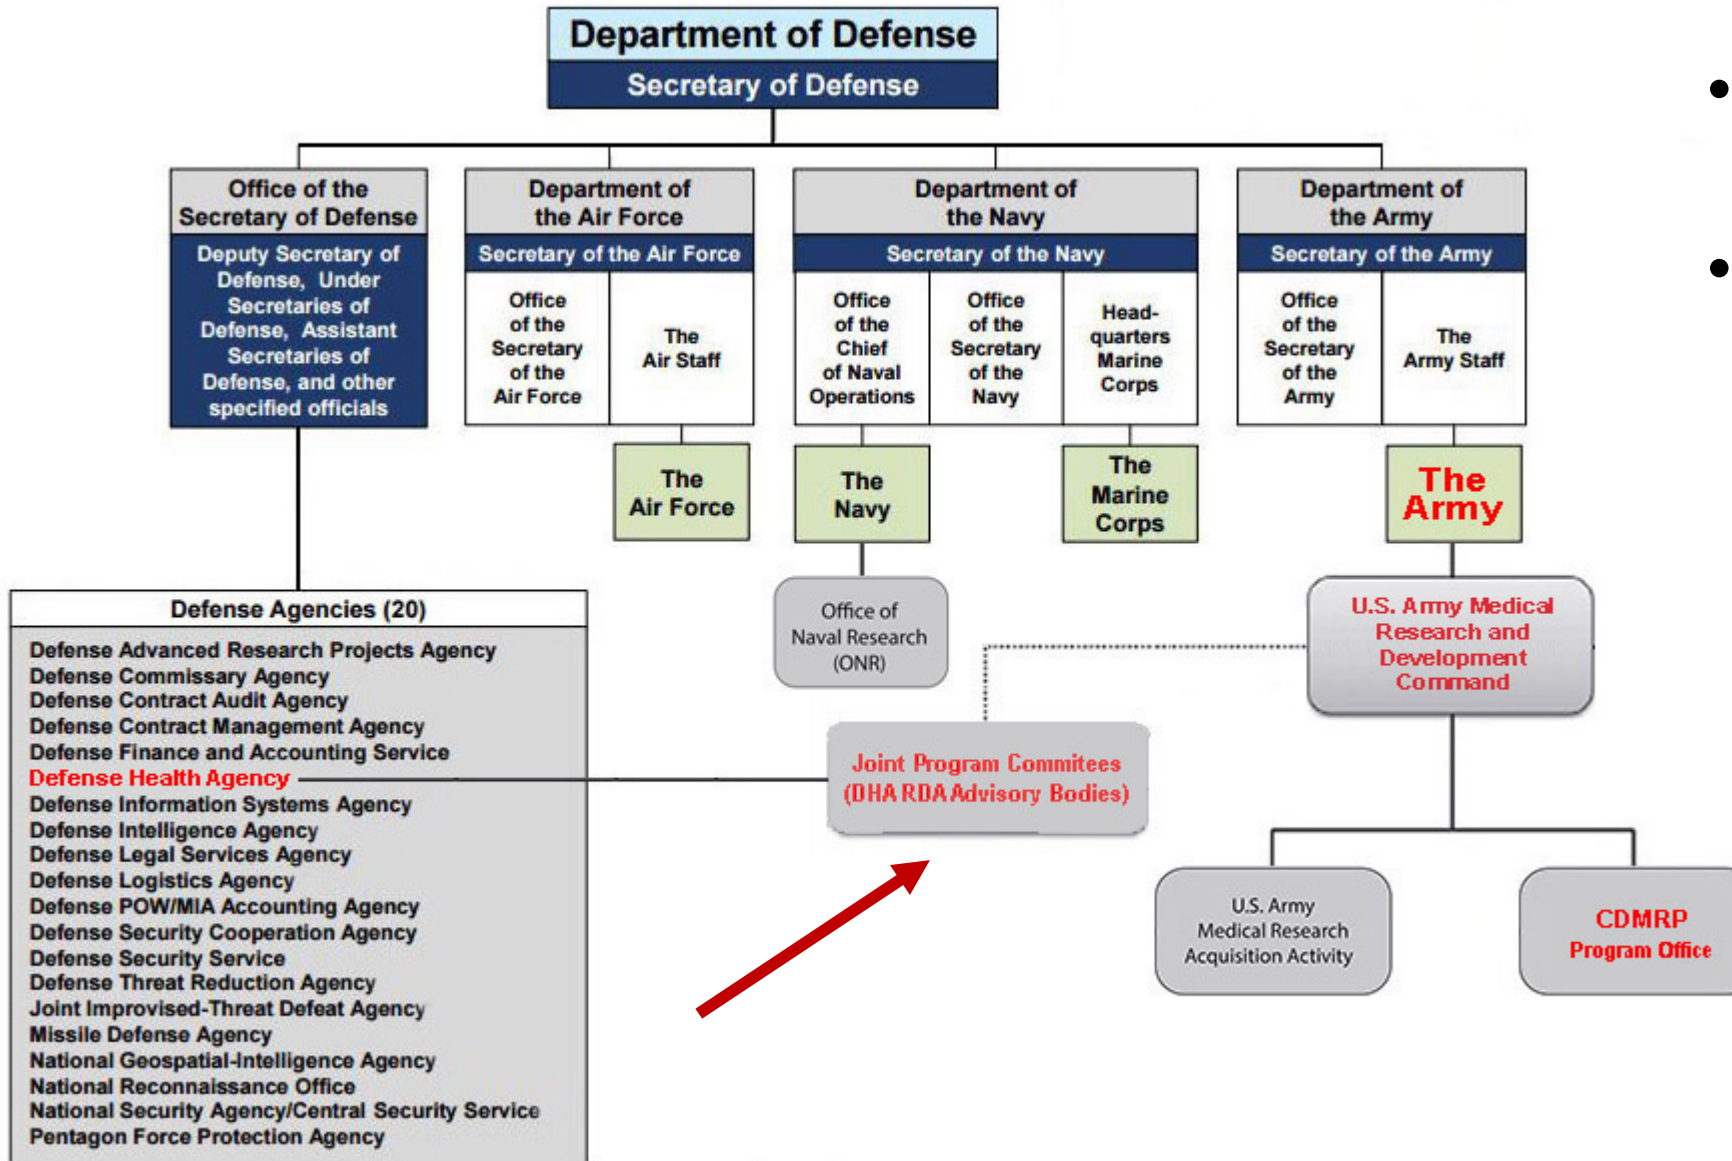 Department of Defense
Secretary of Defense
Office of the
Secretary of Defense
Deputy Secretary of
Defense, Under
Secretaries of
Defense, Assistant
Secretaries of
Defense, and other
specified officials
Department of
the Air Force
Secretary of the Air Force
Office
of the
Secretary
of the
Air Force
The
Air Staff
The
Air Force
Department of
the Navy
Secretary of the Navy
Office
of the
Chief
of Naval
Operations
Office
of the
Secretary
of the
Navy
Head-
quarters
Marine
Corps
The
Navy
The
Marine
Corps
Department of
the Army
Secretary of the Army
Office
of the
Secretary
of the
Army
The
Army Staff
The
Army
Defense Agencies (20)
Defense Advanced Research Projects Agency
Defense Commissary Agency
Defense Contract Audit Agency
Defense Contract Management Agency
Defense Finance and Accounting Service
Defense Health Agency
Defense Information Systems Agency
Defense Intelligence Agency
Defense Legal Services Agency
Defense Logistics Agency
Defense POW/MIA Accounting Agency
Defense Security Cooperation Agency
Defense Security Service
Defense Threat Reduction Agency
Joint Improvised-Threat Defeat Agency
Missile Defense Agency
National Geospatial-Intelligence Agency
National Reconnaissance Office
National Security Agency/Central Security Service
Pentagon Force Protection Agency
Office of
Naval Research
(ONR)
U.S. Army Medical
Research and
Development
Command
Joint Program Commitees
(DHA RDA Advisory Bodies)
U.S. Army
Medical Research
Acquisition Activity
CDMRP
Program Office